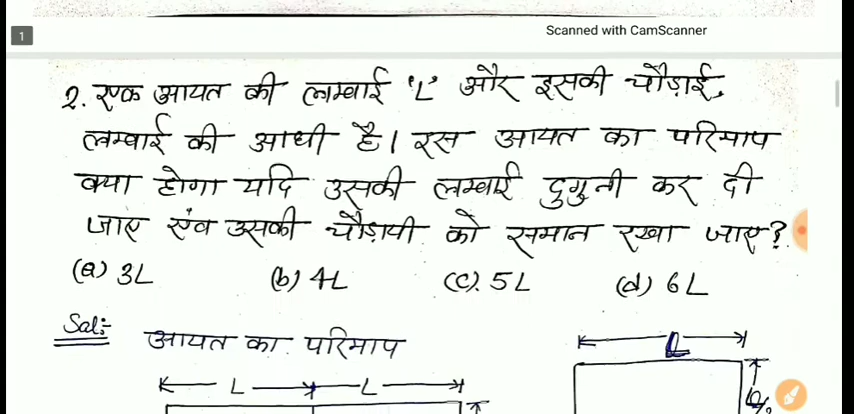 1
Scanned with CamScanner
2. एक आयत की लम्बाई 'L' और इसकी चौड़ाई,
लम्बाई की आधी है। इस आयत का परिमाप
क्या होगा यदि उसकी लम्बाई दुगुनी कर दी
जाए एंव उसकी चौड़ायी को समान रखा जाए?
(a) 3L (b) 4L (c). 5L (d) 6L
Sol:- आयत का परिमाप
L
L L